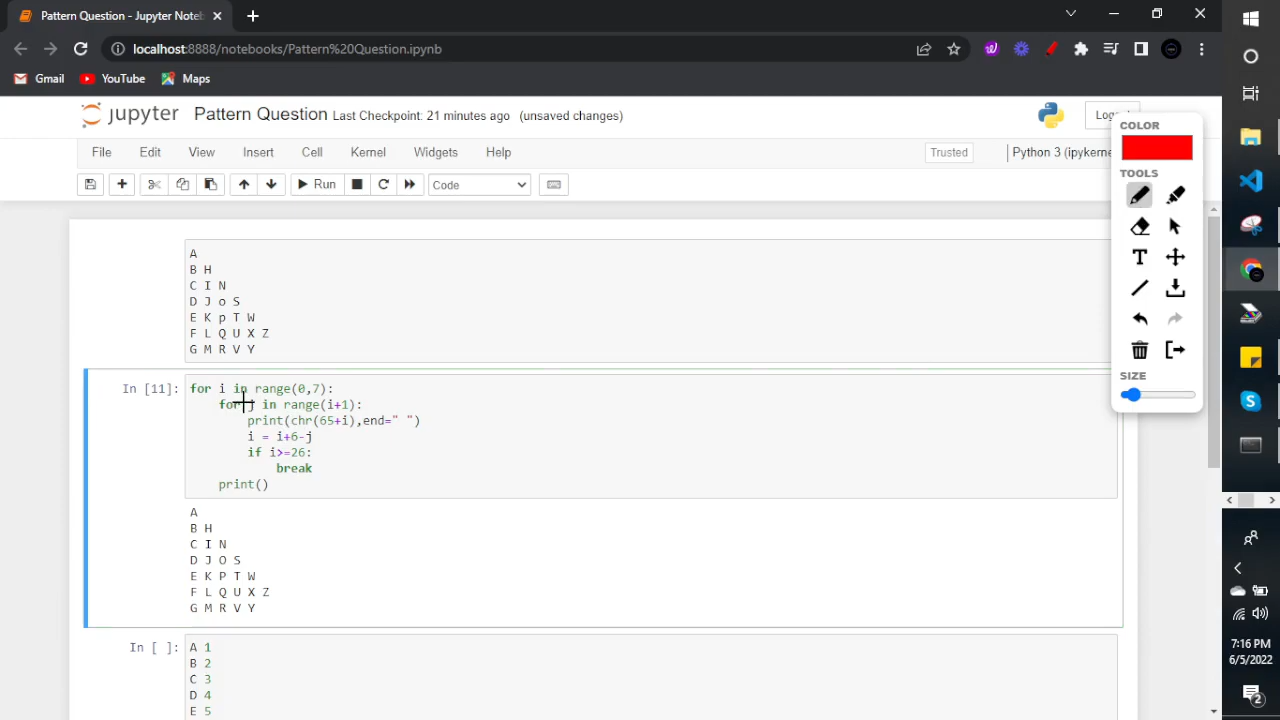 Pattern Question - Jupyter Note
localhost:8888/notebooks/Pattern%20Question.ipynb
Gmail YouTube Maps
jupyter Pattern Question Last Checkpoint: 21 minutes ago (unsaved changes)
File Edit View Insert Cell Kernel Widgets Help
Trusted Python 3 (ipykerne
Run Code
COLOR
TOOLS
SIZE
A
B H
C I N
D J o S
E K p T W
F L Q U X Z
G M R V Y
In [11]: for i in range(0,7):
for j in range(i+1):
print(chr(65+i),end=" ")
i = i+6-j
if i>=26:
break
print()
A
B H
C I N
D J O S
E K P T W
F L Q U X Z
G M R V Y
In [ ]: A 1
B 2
C 3
D 4
E 5
7:16 PM
6/5/2022
2